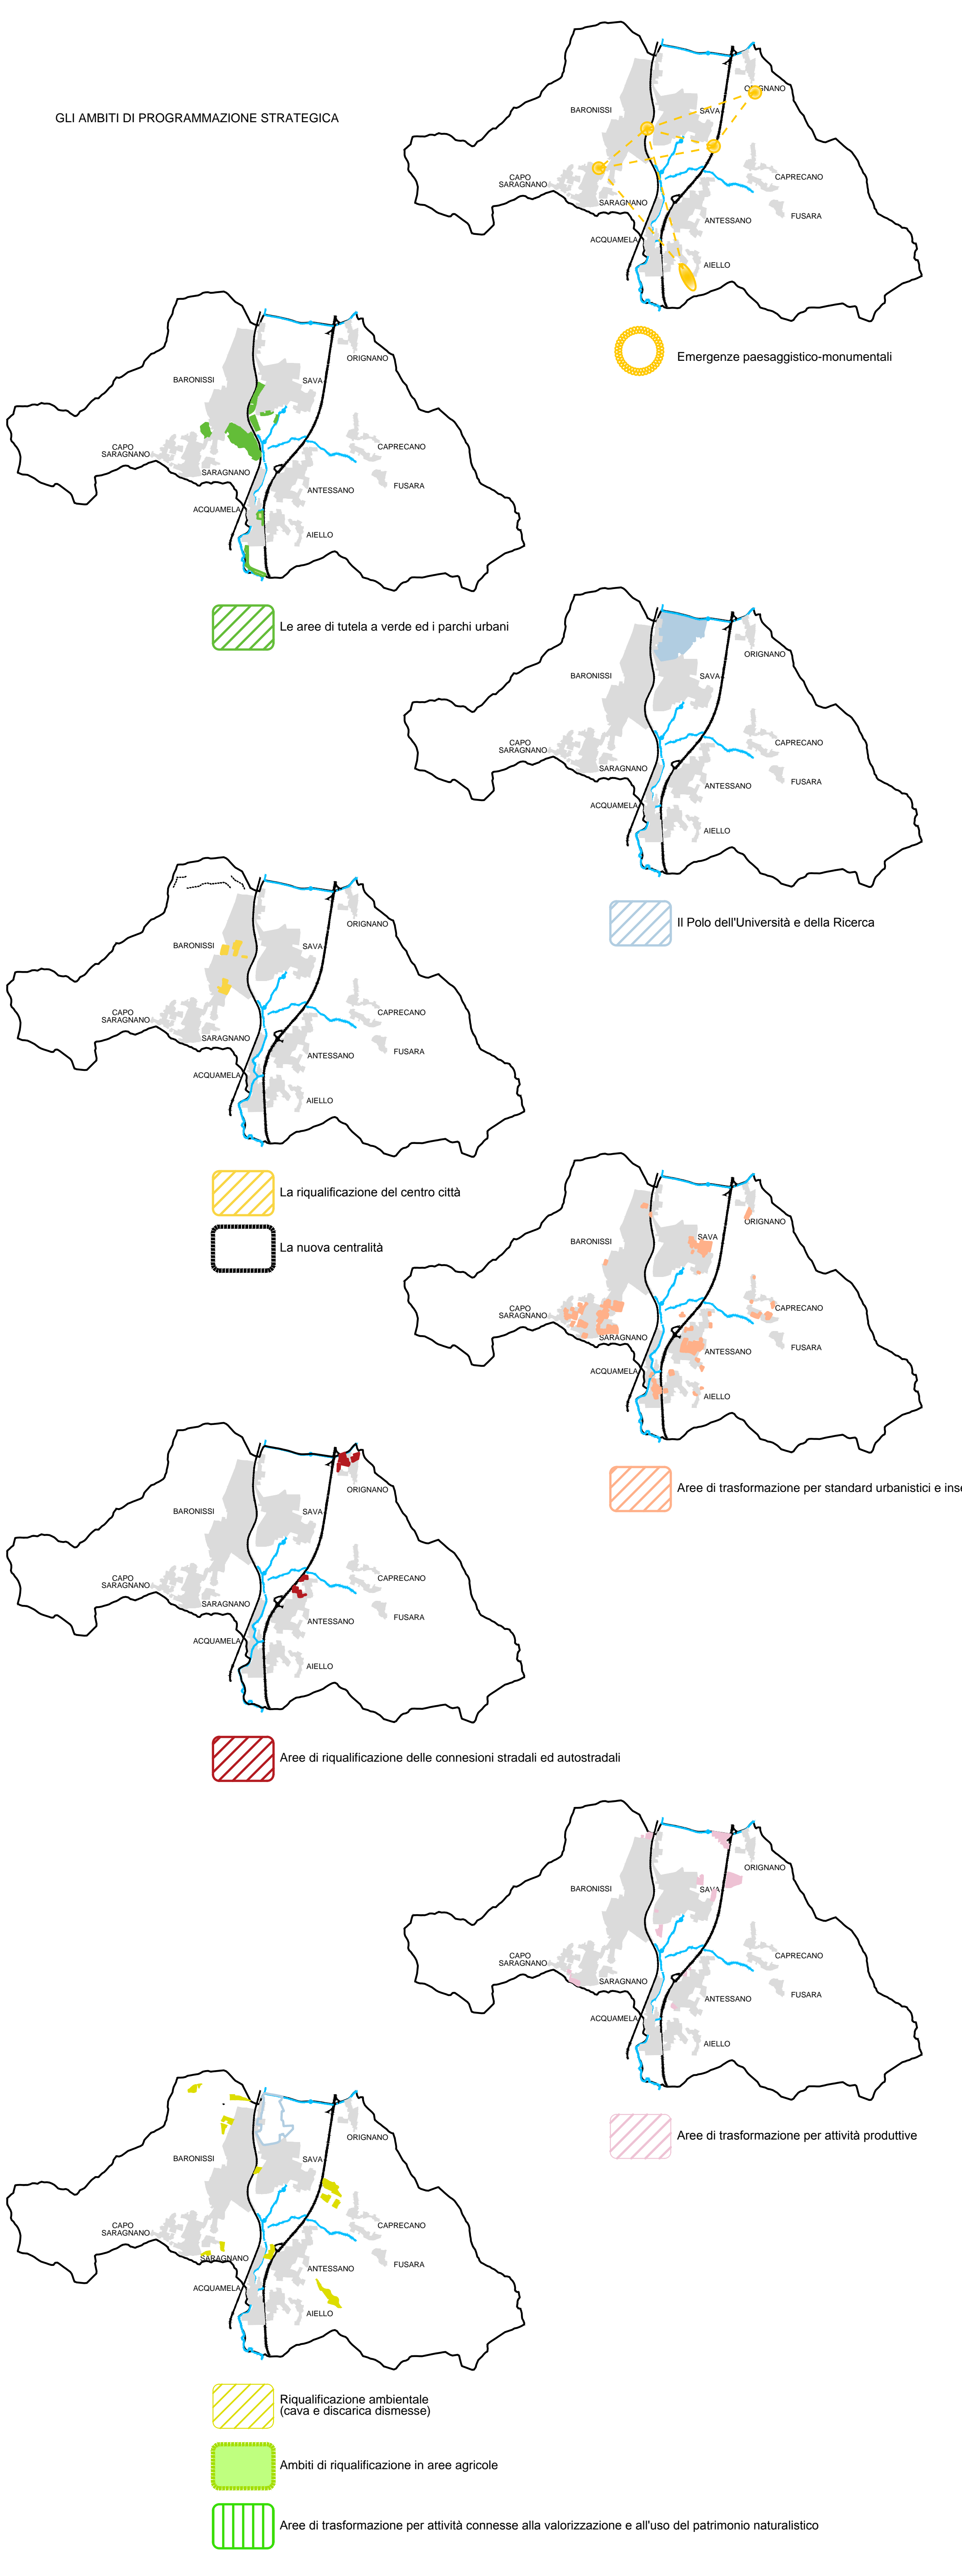 GLI AMBITI DI PROGRAMMAZIONE STRATEGICA
BARONISSI
SAVA
CAPO
SARAGNANO
CAPRECANO
SARAGNANO
FUSARA
ANTESSANO
ACQUAMELA
AIELLO
Emergenze paesaggistico-monumentali
ORIGNANO
BARONISSI
SAVA
CAPO
SARAGNANO
CAPRECANO
SARAGNANO
FUSARA
ANTESSANO
ACQUAMELA
AIELLO
Le aree di tutela a verde ed i parchi urbani
ORIGNANO
BARONISSI
SAVA
CAPO
SARAGNANO
CAPRECANO
SARAGNANO
ANTESSANO
FUSARA
ACQUAMELA
AIELLO
Il Polo dell'Università e della Ricerca
ORIGNANO
BARONISSI
SAVA
CAPO
SARAGNANO
CAPRECANO
SARAGNANO
FUSARA
ANTESSANO
ACQUAMELA
AIELLO
La riqualificazione del centro città
La nuova centralità
ORIGNANO
BARONISSI
SAVA
CAPO
SARAGNANO
CAPRECANO
SARAGNANO
FUSARA
ANTESSANO
ACQUAMELA
AIELLO
Aree di trasformazione per standard urbanistici e
ORIGNANO
BARONISSI
SAVA
CAPO
SARAGNANO
CAPRECANO
SARAGNANO
FUSARA
ANTESSANO
ACQUAMELA
AIELLO
Aree di riqualificazione delle connesioni stradali ed autostradali
ORIGNANO
BARONISSI
SAVA
CAPO
SARAGNANO
CAPRECANO
SARAGNANO
FUSARA
ANTESSANO
ACQUAMELA
AIELLO
Aree di trasformazione per attività produttive
ORIGNANO
BARONISSI
SAVA
CAPO
SARAGNANO
CAPRECANO
SARAGNANO
FUSARA
ANTESSANO
ACQUAMELA
AIELLO
Riqualificazione ambientale
(cava e discarica dismesse)
Ambiti di riqualificazione in aree agricole
Aree di trasformazione per attività connesse alla valorizzazione e all'uso del patrimonio naturalistico